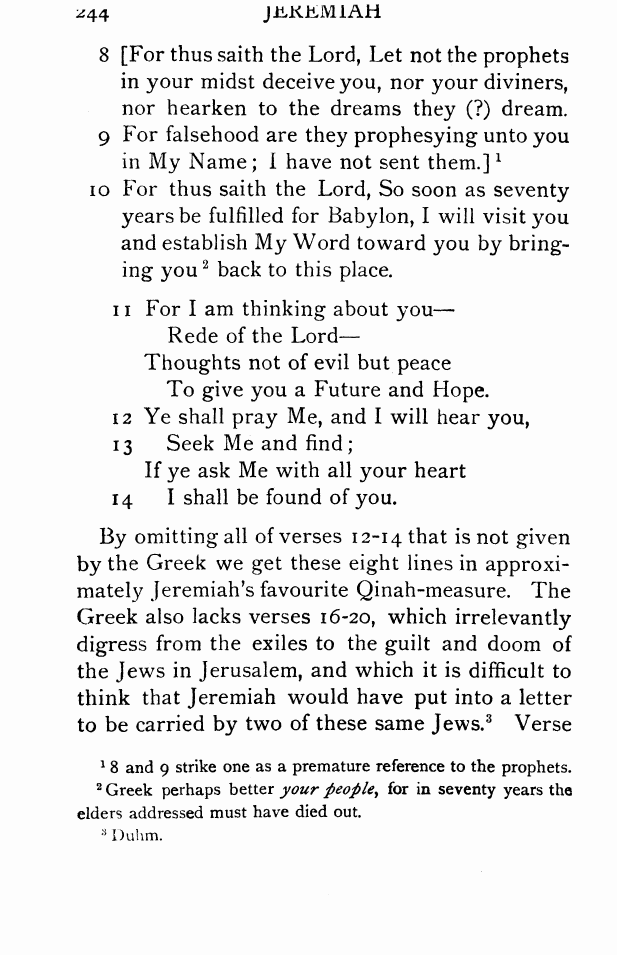 244 JEREMIAH
8 [For thus saith the Lord, Let not the prophets
in your midst deceive you, nor your diviners,
nor hearken to the dreams they (?) dream.
9 For falsehood are they prophesying unto you
in My Name; I have not sent them.] ¹
10 For thus saith the Lord, So soon as seventy
years be fulfilled for Babylon, I will visit you
and establish My Word toward you by bring-
ing you ² back to this place.
11 For I am thinking about you—
Rede of the Lord—
Thoughts not of evil but peace
To give you a Future and Hope.
12 Ye shall pray Me, and I will hear you,
13 Seek Me and find;
If ye ask Me with all your heart
14 I shall be found of you.
By omitting all of verses 12-14 that is not given
by the Greek we get these eight lines in approxi-
mately Jeremiah's favourite Qinah-measure. The
Greek also lacks verses 16-20, which irrelevantly
digress from the exiles to the guilt and doom of
the Jews in Jerusalem, and which it is difficult to
think that Jeremiah would have put into a letter
to be carried by two of these same Jews.³ Verse
¹ 8 and 9 strike one as a premature reference to the prophets.
² Greek perhaps better your people, for in seventy years the
elders addressed must have died out.
³ Duhm.